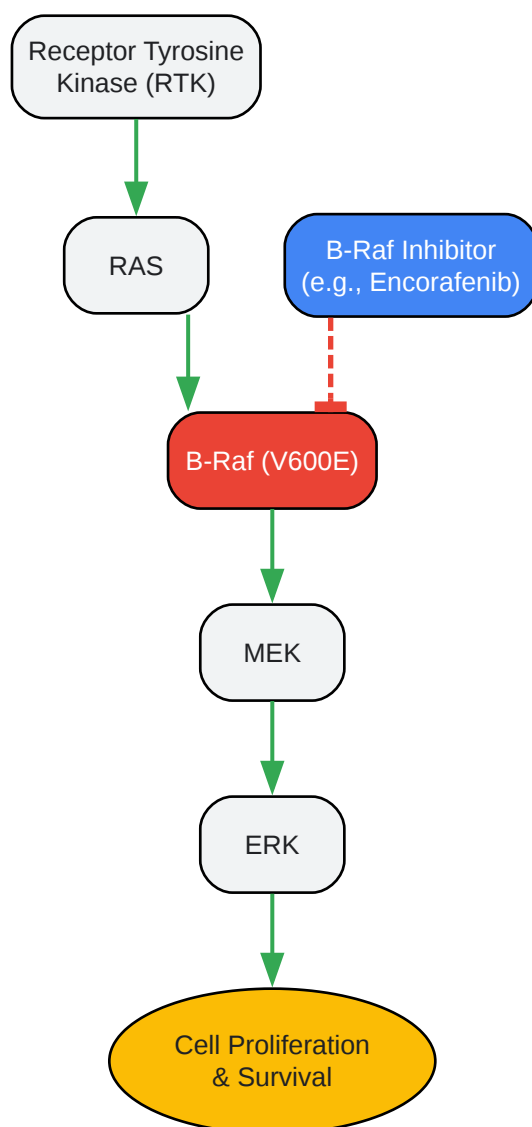 Receptor Tyrosine
Kinase (RTK)
RAS
B-Raf Inhibitor
(e.g., Encorafenib)
B-Raf (V600E)
MEK
ERK
Cell Proliferation
& Survival